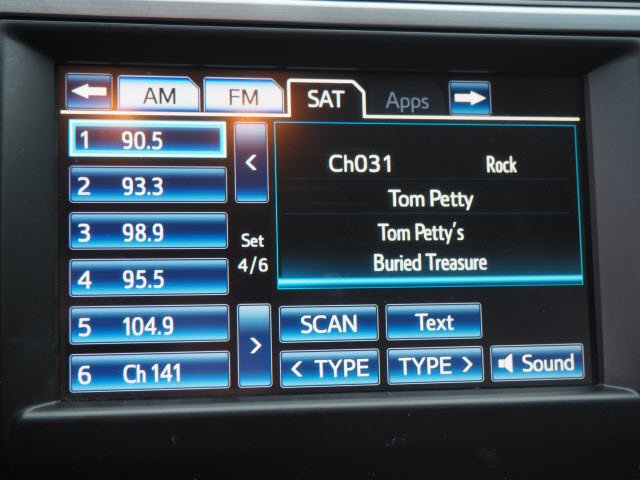 AM FM SAT Apps
1 90.5
2 93.3
3 98.9
4 95.5
5 104.9
6 Ch 141
<
Set
4/6
>
Ch031 Rock
Tom Petty
Tom Petty's
Buried Treasure
SCAN Text
< TYPE TYPE > Sound